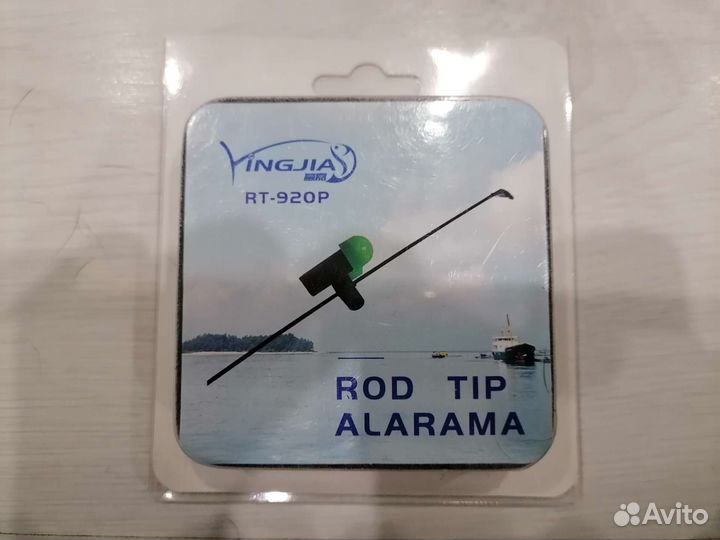 YINGJIA
RT-920P
ROD TIP
ALARAMA
Avito